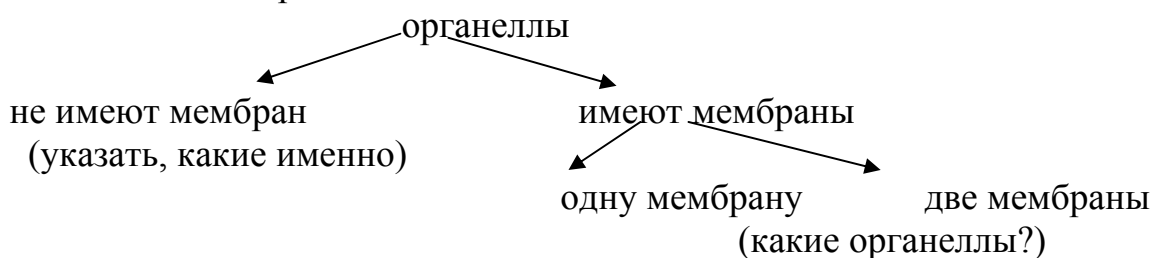 органеллы
не имеют мембран имеют мембраны
(указать, какие именно)
одну мембрану две мембраны
(какие органеллы?)